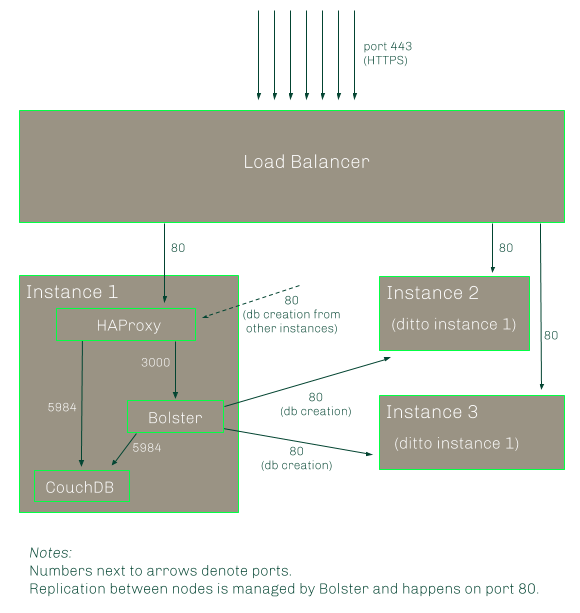 port 443
(HTTPS)
Load Balancer
80
80
80
Instance 1
HAProxy
80
(db creation from
other instances)
Instance 2
(ditto instance 1)
3000
5984
Bolster
5984
CouchDB
80
(db creation)
80
(db creation)
Instance 3
(ditto instance 1)
Notes:
Numbers next to arrows denote ports.
Replication between nodes is managed by Bolster and happens on port 80.